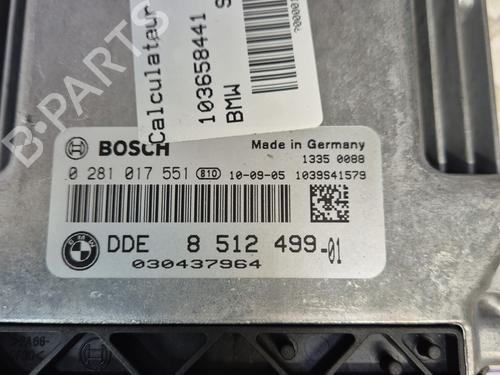 B-PARTS
Calculateur
103658441
BMW
BOSCH
Made in Germany
1335 0088
0 281 017 551 810 10-09-05 1039S41579
DDE 8 512 499-01
030437964